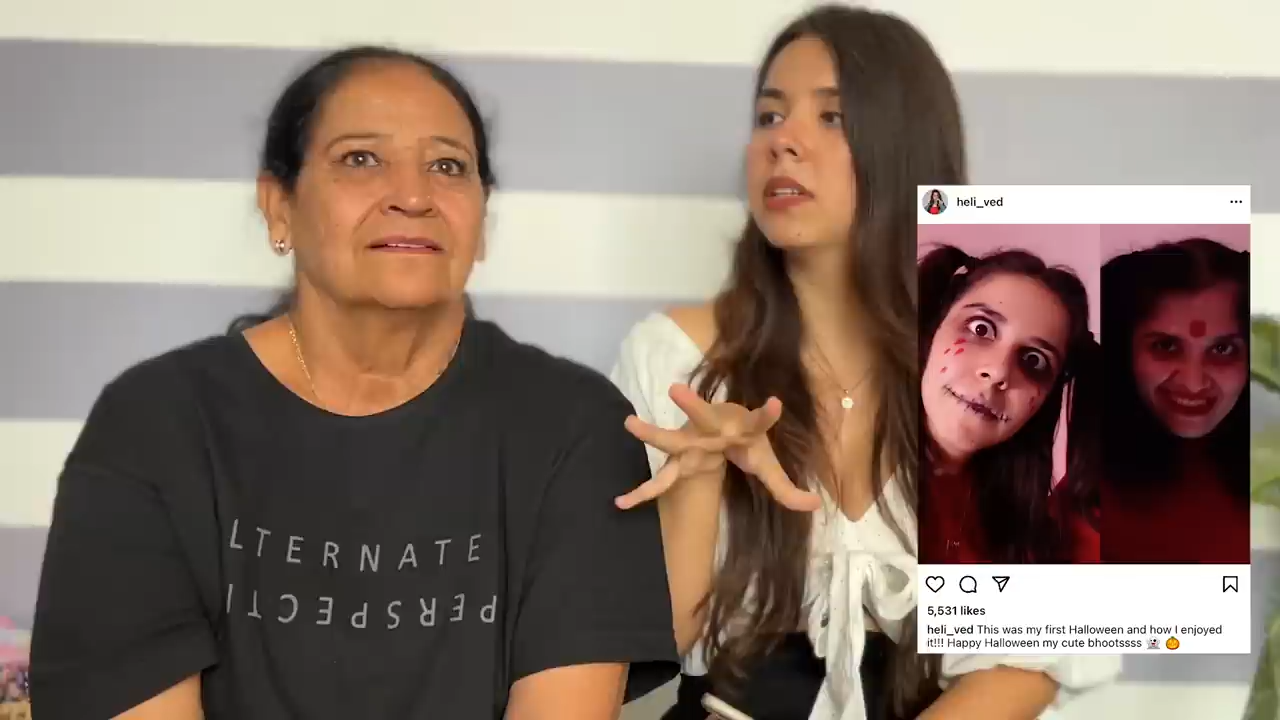 LTERNATE
PERSPECTI
heli_ved
5,531 likes
heli_ved This was my first Halloween and how I enjoyed
it!!! Happy Halloween my cute bhootssss 👻 🎃